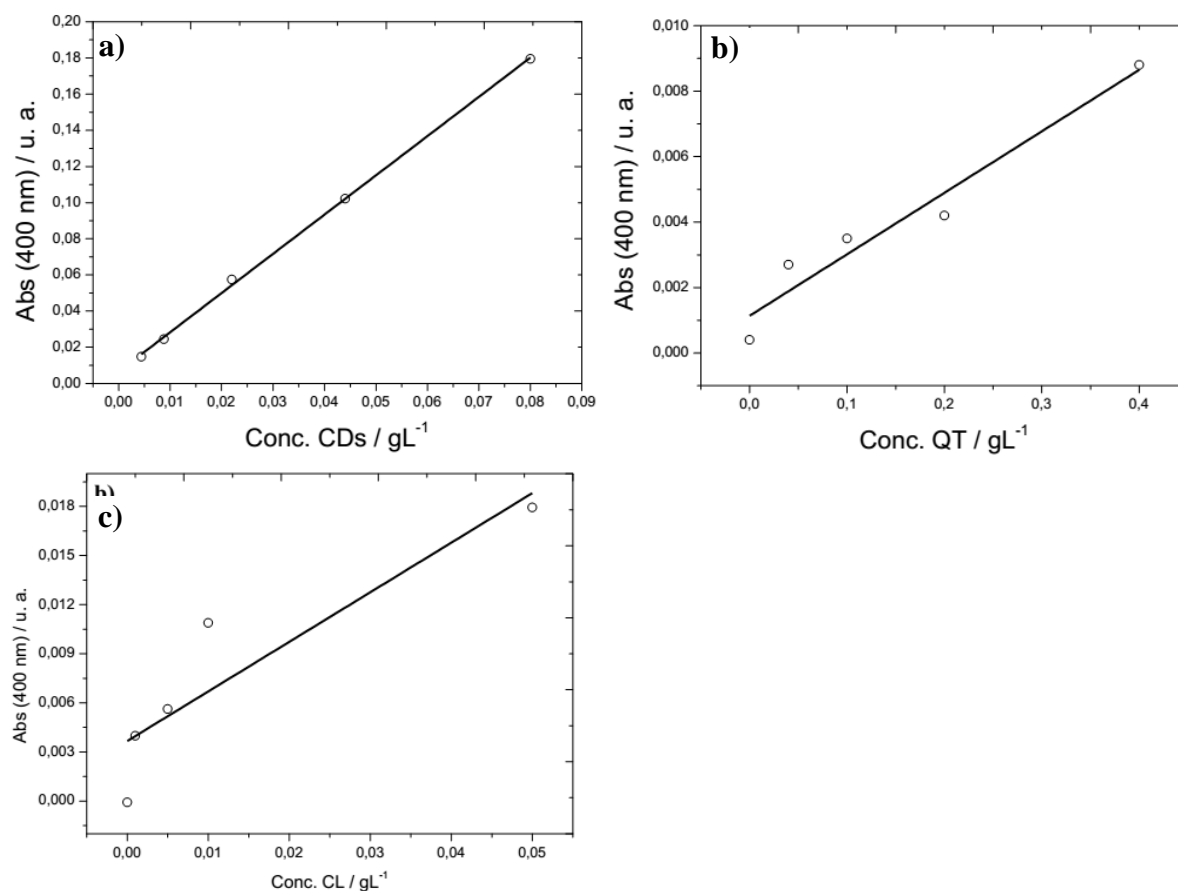 a)
0,20
0,18
0,16
0,14
0,12
0,10
0,08
0,06
0,04
0,02
0,00
Abs (400 nm) / u. a.
0,00 0,01 0,02 0,03 0,04 0,05 0,06 0,07 0,08 0,09
Conc. CDs / gL⁻¹
b)
0,010
0,008
0,006
0,004
0,002
0,000
Abs (400 nm) / u. a.
0,0 0,1 0,2 0,3 0,4
Conc. QT / gL⁻¹
b)
c)
0,018
0,015
0,012
0,009
0,006
0,003
0,000
Abs (400 nm) / u. a.
0,00 0,01 0,02 0,03 0,04 0,05
Conc. CL / gL⁻¹